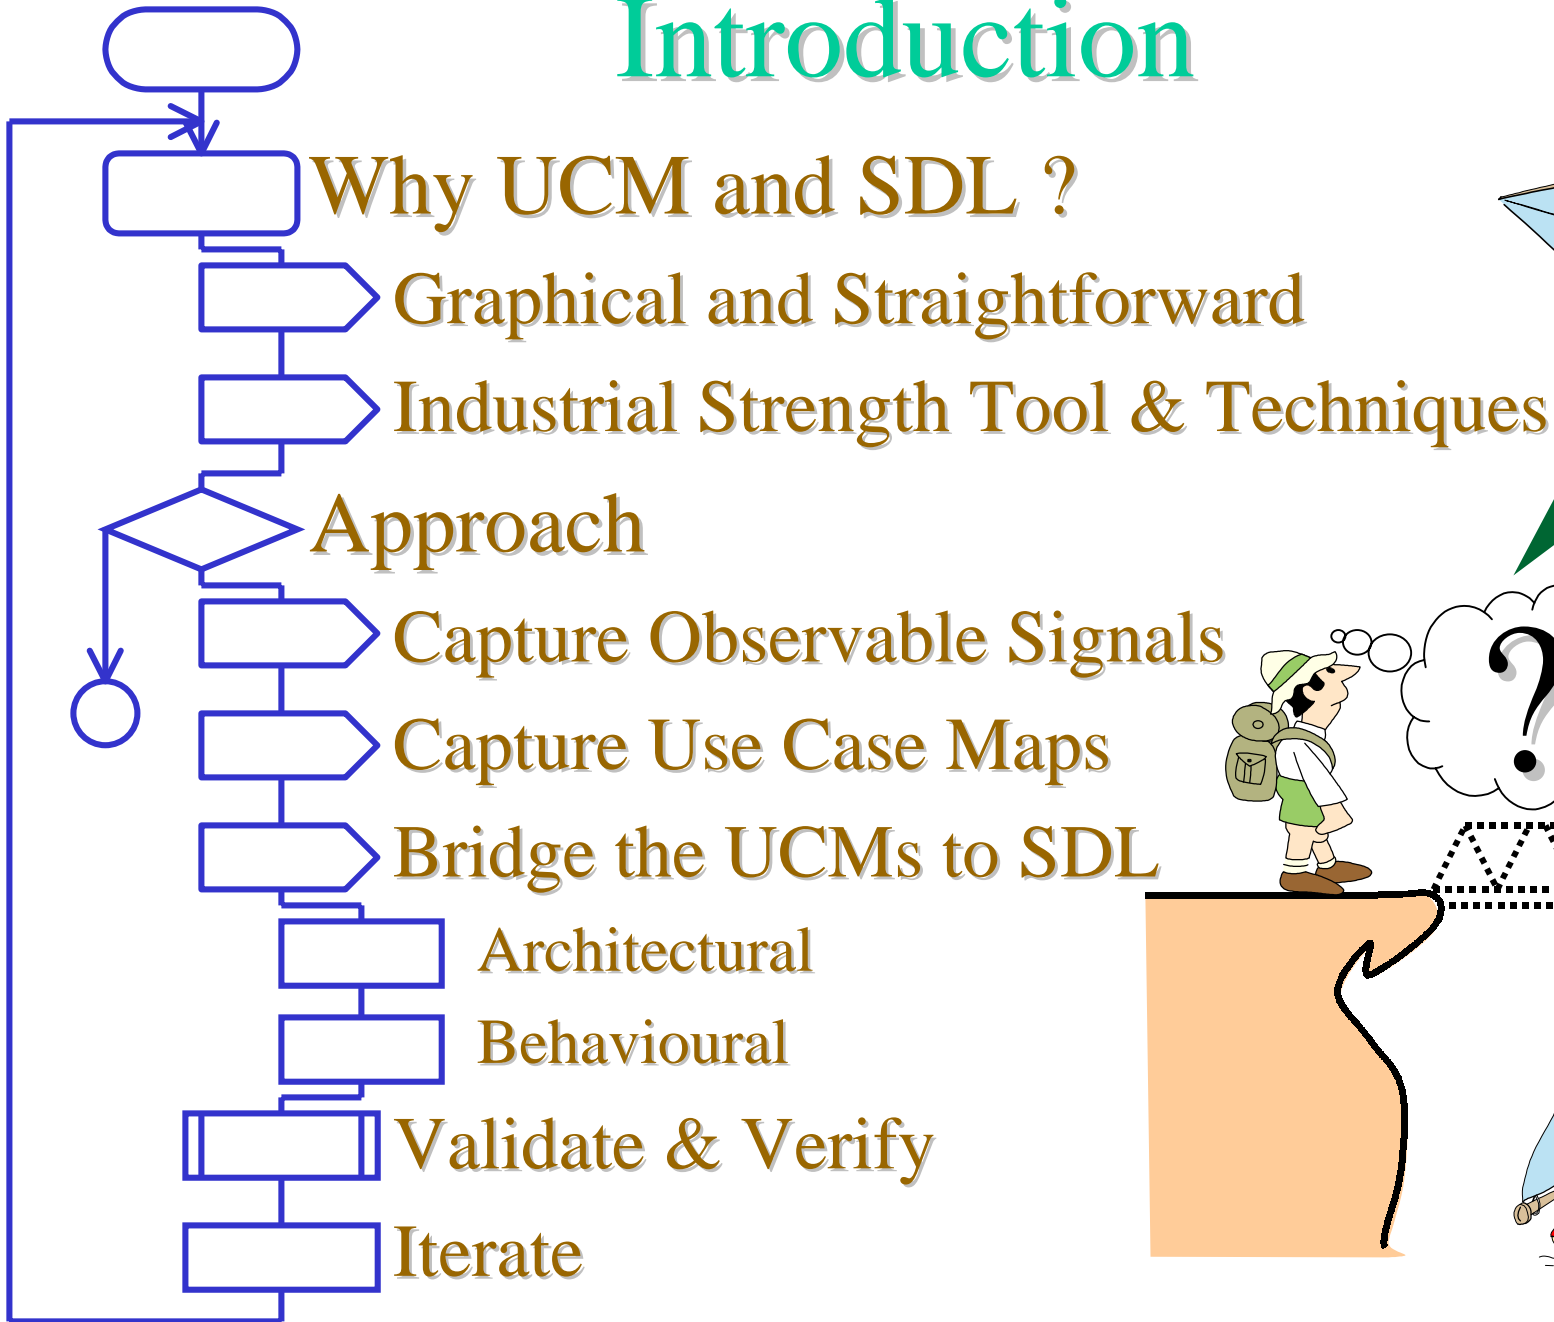 Introduction
Why UCM and SDL ?
Graphical and Straightforward
Industrial Strength Tool & Techniques
Approach
Capture Observable Signals
Capture Use Case Maps
?
Bridge the UCMs to SDL
Architectural
Behavioural
Validate & Verify
Iterate